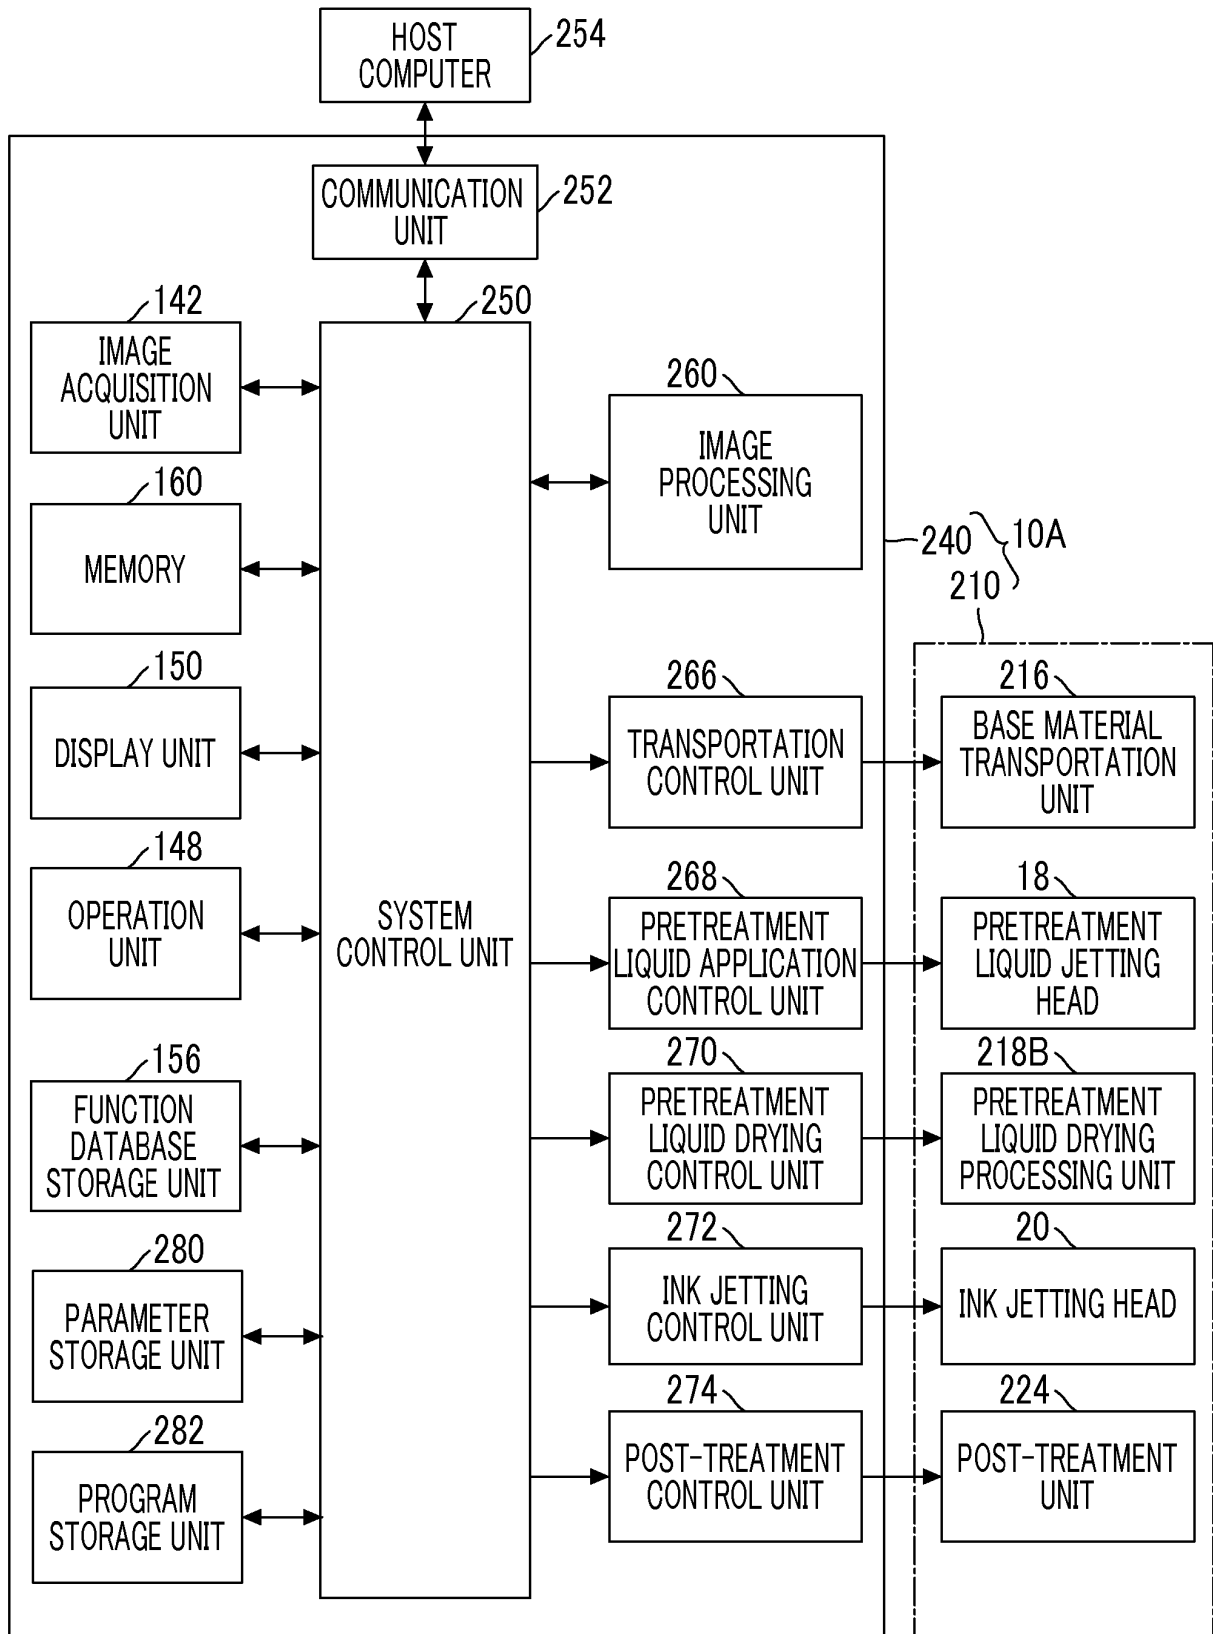 HOST
COMPUTER
254
COMMUNICATION
UNIT
252
142
IMAGE
ACQUISITION
UNIT
160
MEMORY
150
DISPLAY UNIT
148
OPERATION
UNIT
156
FUNCTION
DATABASE
STORAGE UNIT
280
PARAMETER
STORAGE UNIT
282
PROGRAM
STORAGE UNIT
250
SYSTEM
CONTROL UNIT
260
IMAGE
PROCESSING
UNIT
240
10A
210
266
TRANSPORTATION
CONTROL UNIT
216
BASE MATERIAL
TRANSPORTATION
UNIT
268
PRETREATMENT
LIQUID APPLICATION
CONTROL UNIT
18
PRETREATMENT
LIQUID JETTING
HEAD
270
PRETREATMENT
LIQUID DRYING
CONTROL UNIT
218B
PRETREATMENT
LIQUID DRYING
PROCESSING UNIT
272
INK JETTING
CONTROL UNIT
20
INK JETTING HEAD
274
POST-TREATMENT
CONTROL UNIT
224
POST-TREATMENT
UNIT